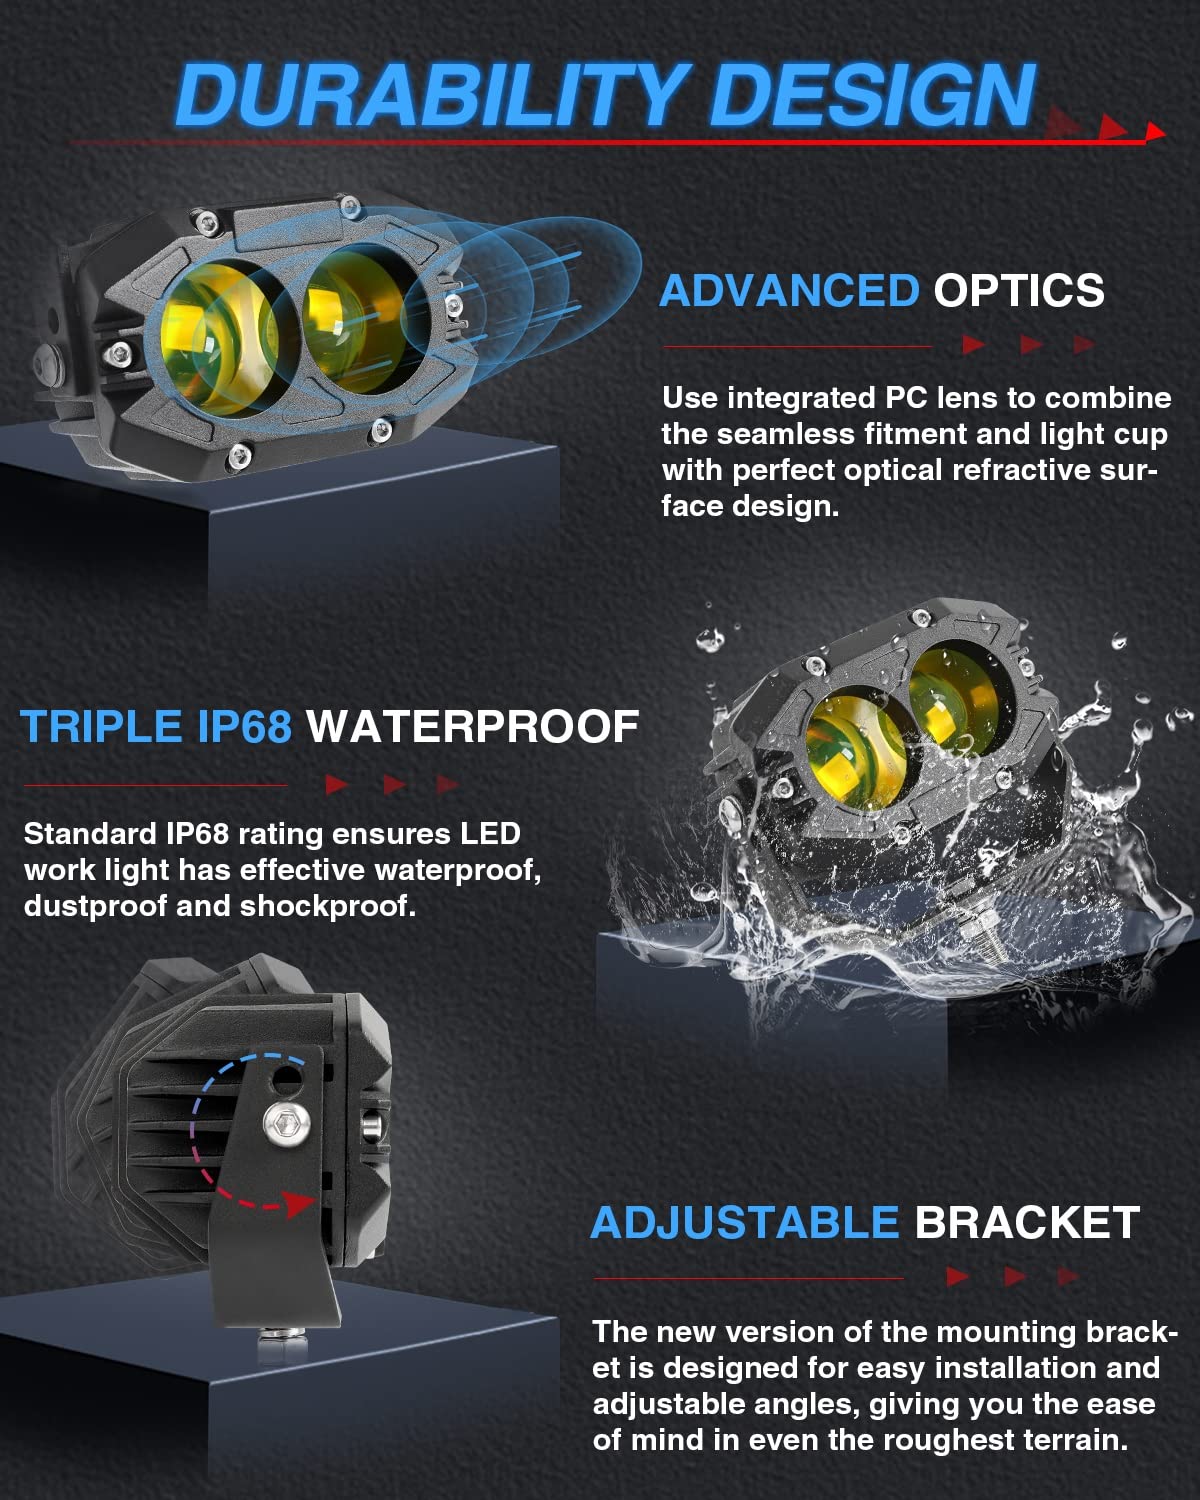 DURABILITY DESIGN
ADVANCED OPTICS
Use integrated PC lens to combine
the seamless fitment and light cup
with perfect optical refractive sur-
face design.
TRIPLE IP68 WATERPROOF
Standard IP68 rating ensures LED
work light has effective waterproof,
dustproof and shockproof.
ADJUSTABLE BRACKET
The new version of the mounting brack-
et is designed for easy installation and
adjustable angles, giving you the ease
of mind in even the roughest terrain.